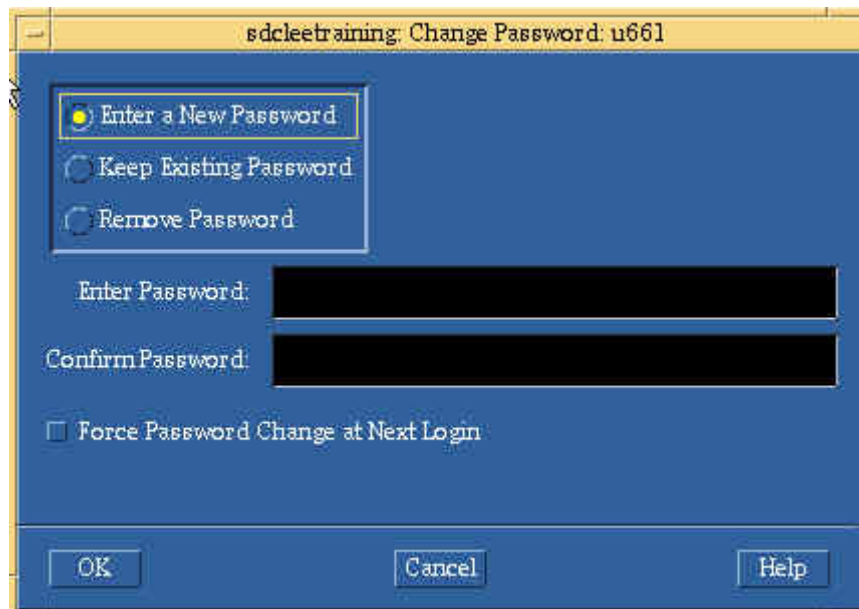 sdcleetraining: Change Password: u661
Enter a New Password
Keep Existing Password
Remove Password
Enter Password:
Confirm Password:
Force Password Change at Next Login
OK
Cancel
Help